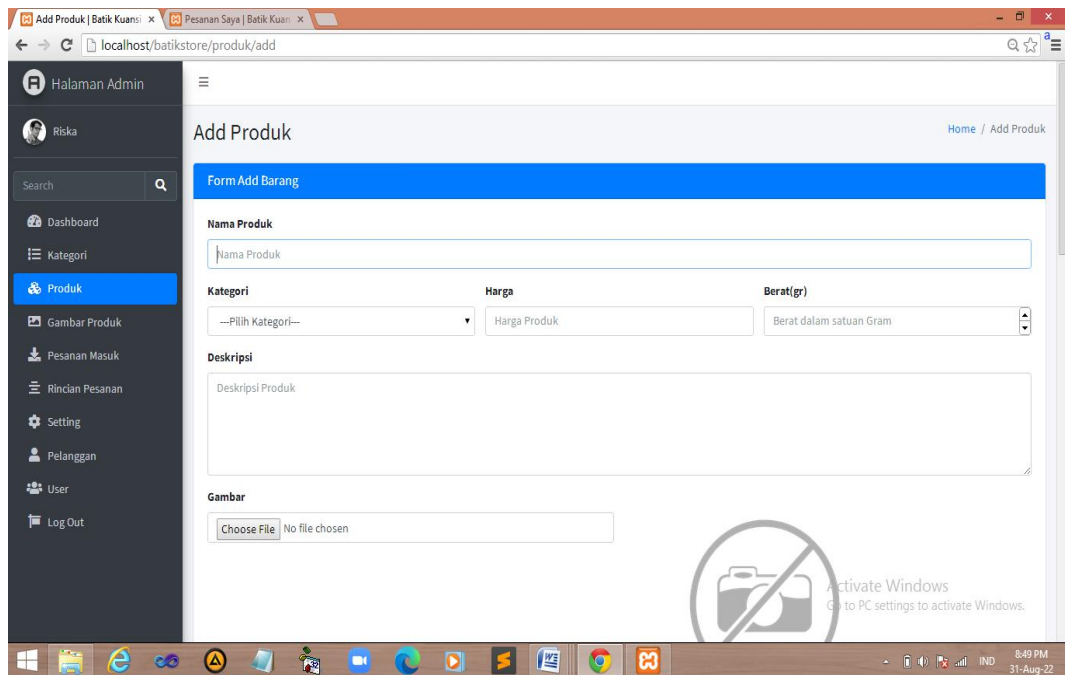 Add Produk | Batik Kuansi
Pesanan Saya | Batik Kuan
localhost/batikstore/produk/add
a
Halaman Admin
Riska
Search
Dashboard
Kategori
Produk
Gambar Produk
Pesanan Masuk
Rincian Pesanan
Setting
Pelanggan
User
Log Out
Add Produk
Home / Add Produk
Form Add Barang
Nama Produk
Nama Produk
Kategori
Harga
Berat(gr)
---Pilih Kategori---
Harga Produk
Berat dalam satuan Gram
Deskripsi
Deskripsi Produk
Gambar
Choose File No file chosen
Activate Windows
Go to PC settings to activate Windows.
IND
8:49 PM
31-Aug-22